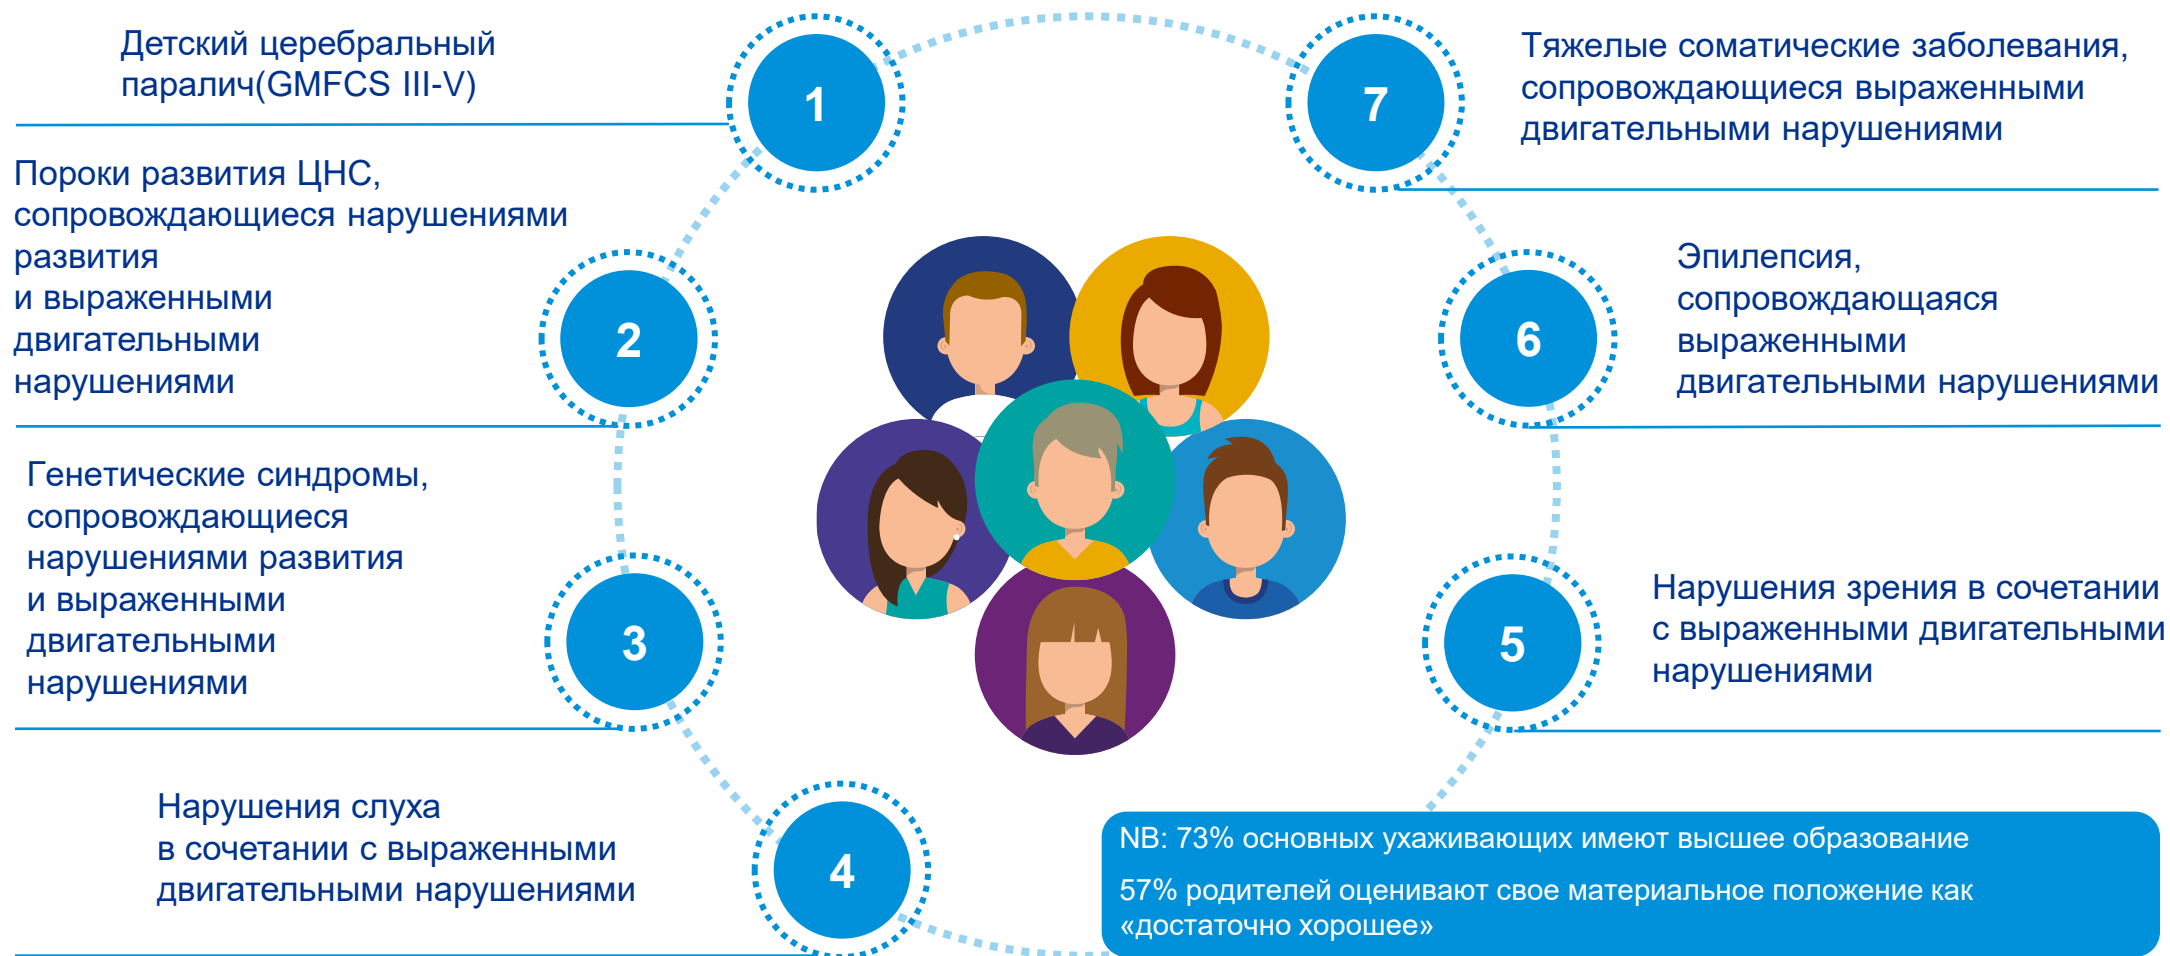 Детский церебральный
паралич(GMFCS III-V)
1
Пороки развития ЦНС,
сопровождающиеся нарушениями
развития
и выраженными
двигательными
нарушениями
2
Генетические синдромы,
сопровождающиеся
нарушениями развития
и выраженными
двигательными
нарушениями
3
Нарушения слуха
в сочетании с выраженными
двигательными нарушениями
4
Нарушения зрения в сочетании
с выраженными двигательными
нарушениями
5
Эпилепсия,
сопровождающаяся
выраженными
двигательными нарушениями
6
Тяжелые соматические заболевания,
сопровождающиеся выраженными
двигательными нарушениями
7
NB: 73% основных ухаживающих имеют высшее образование
57% родителей оценивают свое материальное положение как
«достаточно хорошее»